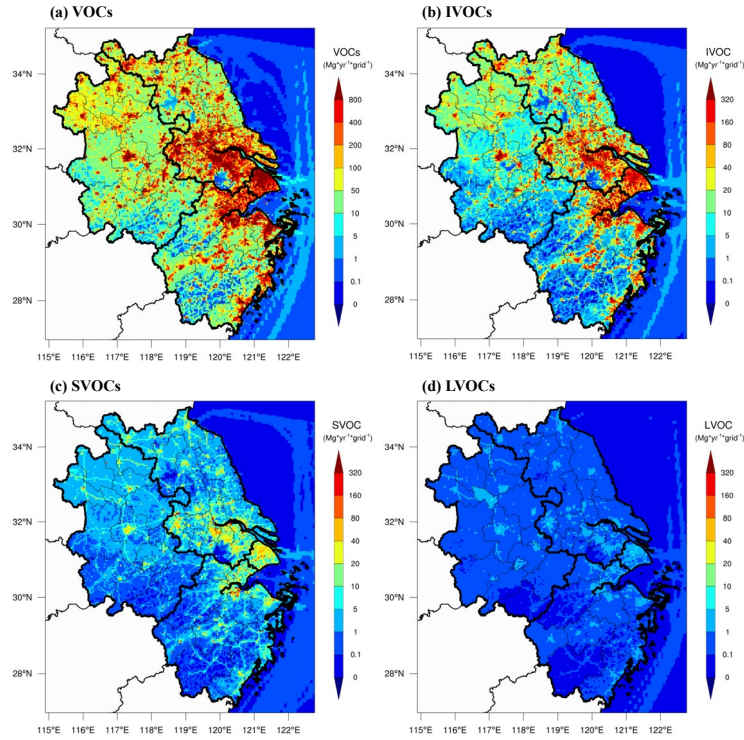 (a) VOCs
(b) IVOCs
VOCs
(Mg*yr⁻¹*grid⁻¹)
800
400
200
100
50
10
5
1
0.1
0
34°N
32°N
30°N
28°N
115°E 116°E 117°E 118°E 119°E 120°E 121°E 122°E
IVOC
(Mg*yr⁻¹*grid⁻¹)
320
160
80
40
20
10
5
1
0.1
0
34°N
32°N
30°N
28°N
115°E 116°E 117°E 118°E 119°E 120°E 121°E 122°E
(c) SVOCs
(d) LVOCs
SVOC
(Mg*yr⁻¹*grid⁻¹)
320
160
80
40
20
10
5
1
0.1
0
34°N
32°N
30°N
28°N
115°E 116°E 117°E 118°E 119°E 120°E 121°E 122°E
LVOC
(Mg*yr⁻¹*grid⁻¹)
320
160
80
40
20
10
5
1
0.1
0
34°N
32°N
30°N
28°N
115°E 116°E 117°E 118°E 119°E 120°E 121°E 122°E